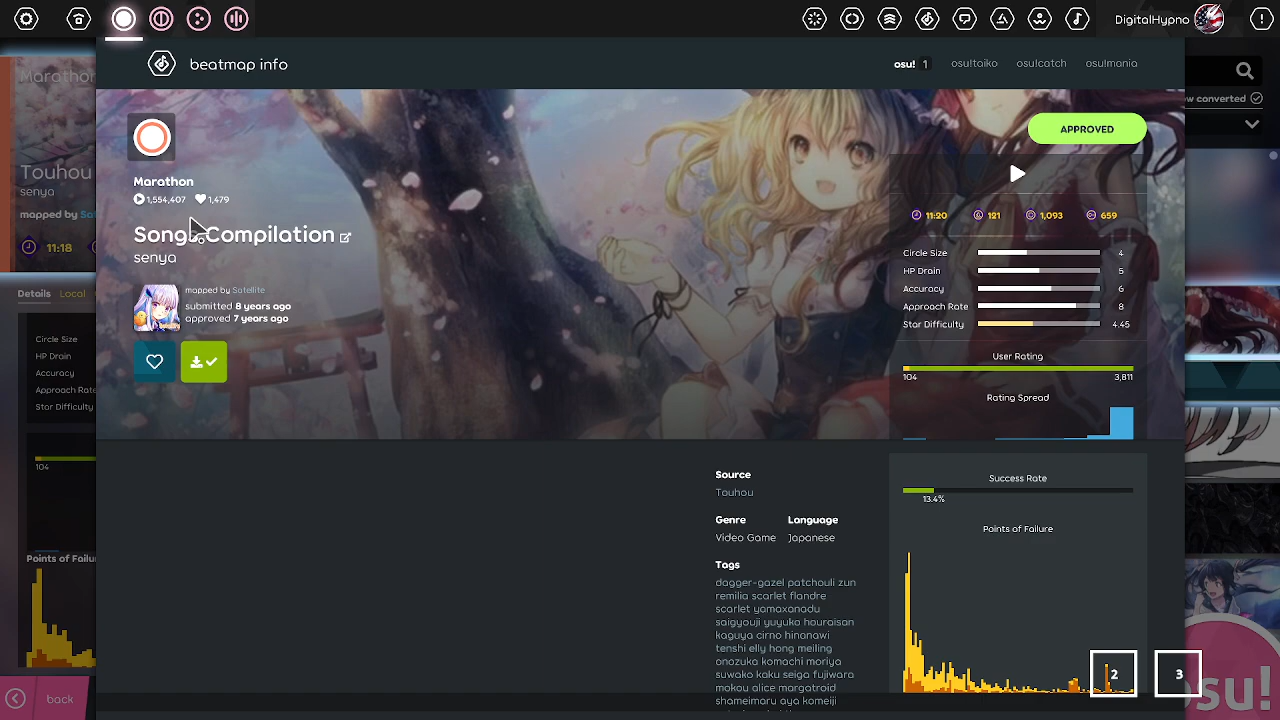 Digitalhypno
beatmap info
osu! 1
osu!taiko
osu!catch
osu!mania
Marathon
w converted
APPROVED
Marathon
1,554,407 1,479
Touhou
senya
mapped by Sat
11:18
Song Compilation
senya
11:20 121 1,093 659
Circle Size 4
HP Drain 5
Accuracy 6
Approach Rate 8
Star Difficulty 4.45
mapped by Satellite
submitted 8 years ago
approved 7 years ago
Details Local
Circle Size
HP Drain
Accuracy
Approach Rate
Star Difficulty
User Rating
104 3,811
Rating Spread
104
Points of Failure
Success Rate
13.4%
Points of Failure
Source
Touhou
Genre Language
Video Game Japanese
Tags
dagger-gazel patchouli zun
remilia scarlet flandre
scarlet yamaxanadu
saigyouji yuyuko houraisan
kaguya cirno hinanawi
tenshi elly hong meiling
onozuka komachi moriya
suwako kaku seiga fujiwara
mokou alice margatroid
shameimaru aya komeiji
2 3
back
osu!